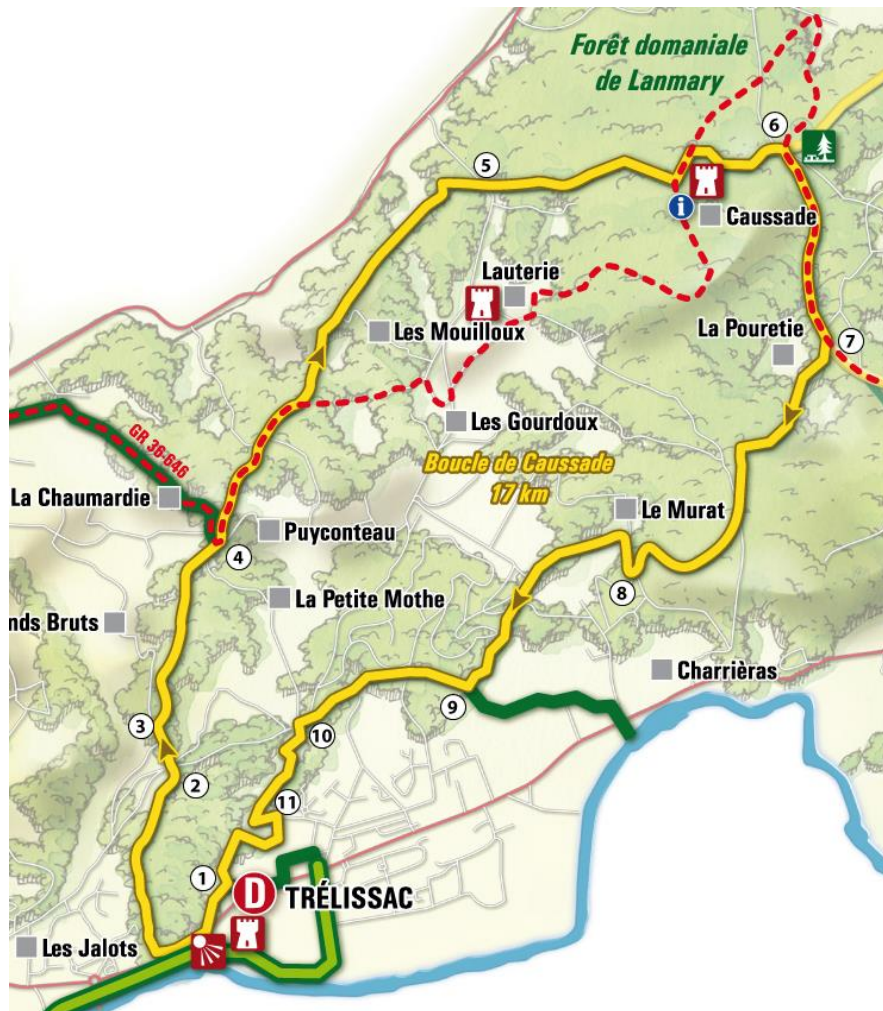 Forêt domaniale
de Lanmary
6
5
i
Caussade
Lauterie
Les Mouilloux
La Pouretie
7
Les Gourdoux
GR 36-646
Boucle de Caussade
17 km
La Chaumardie
Le Murat
Puyconteau
4
8
La Petite Mothe
nds Bruts
Charrièras
9
3
10
2
11
1
D
TRÉLISSAC
Les Jalots